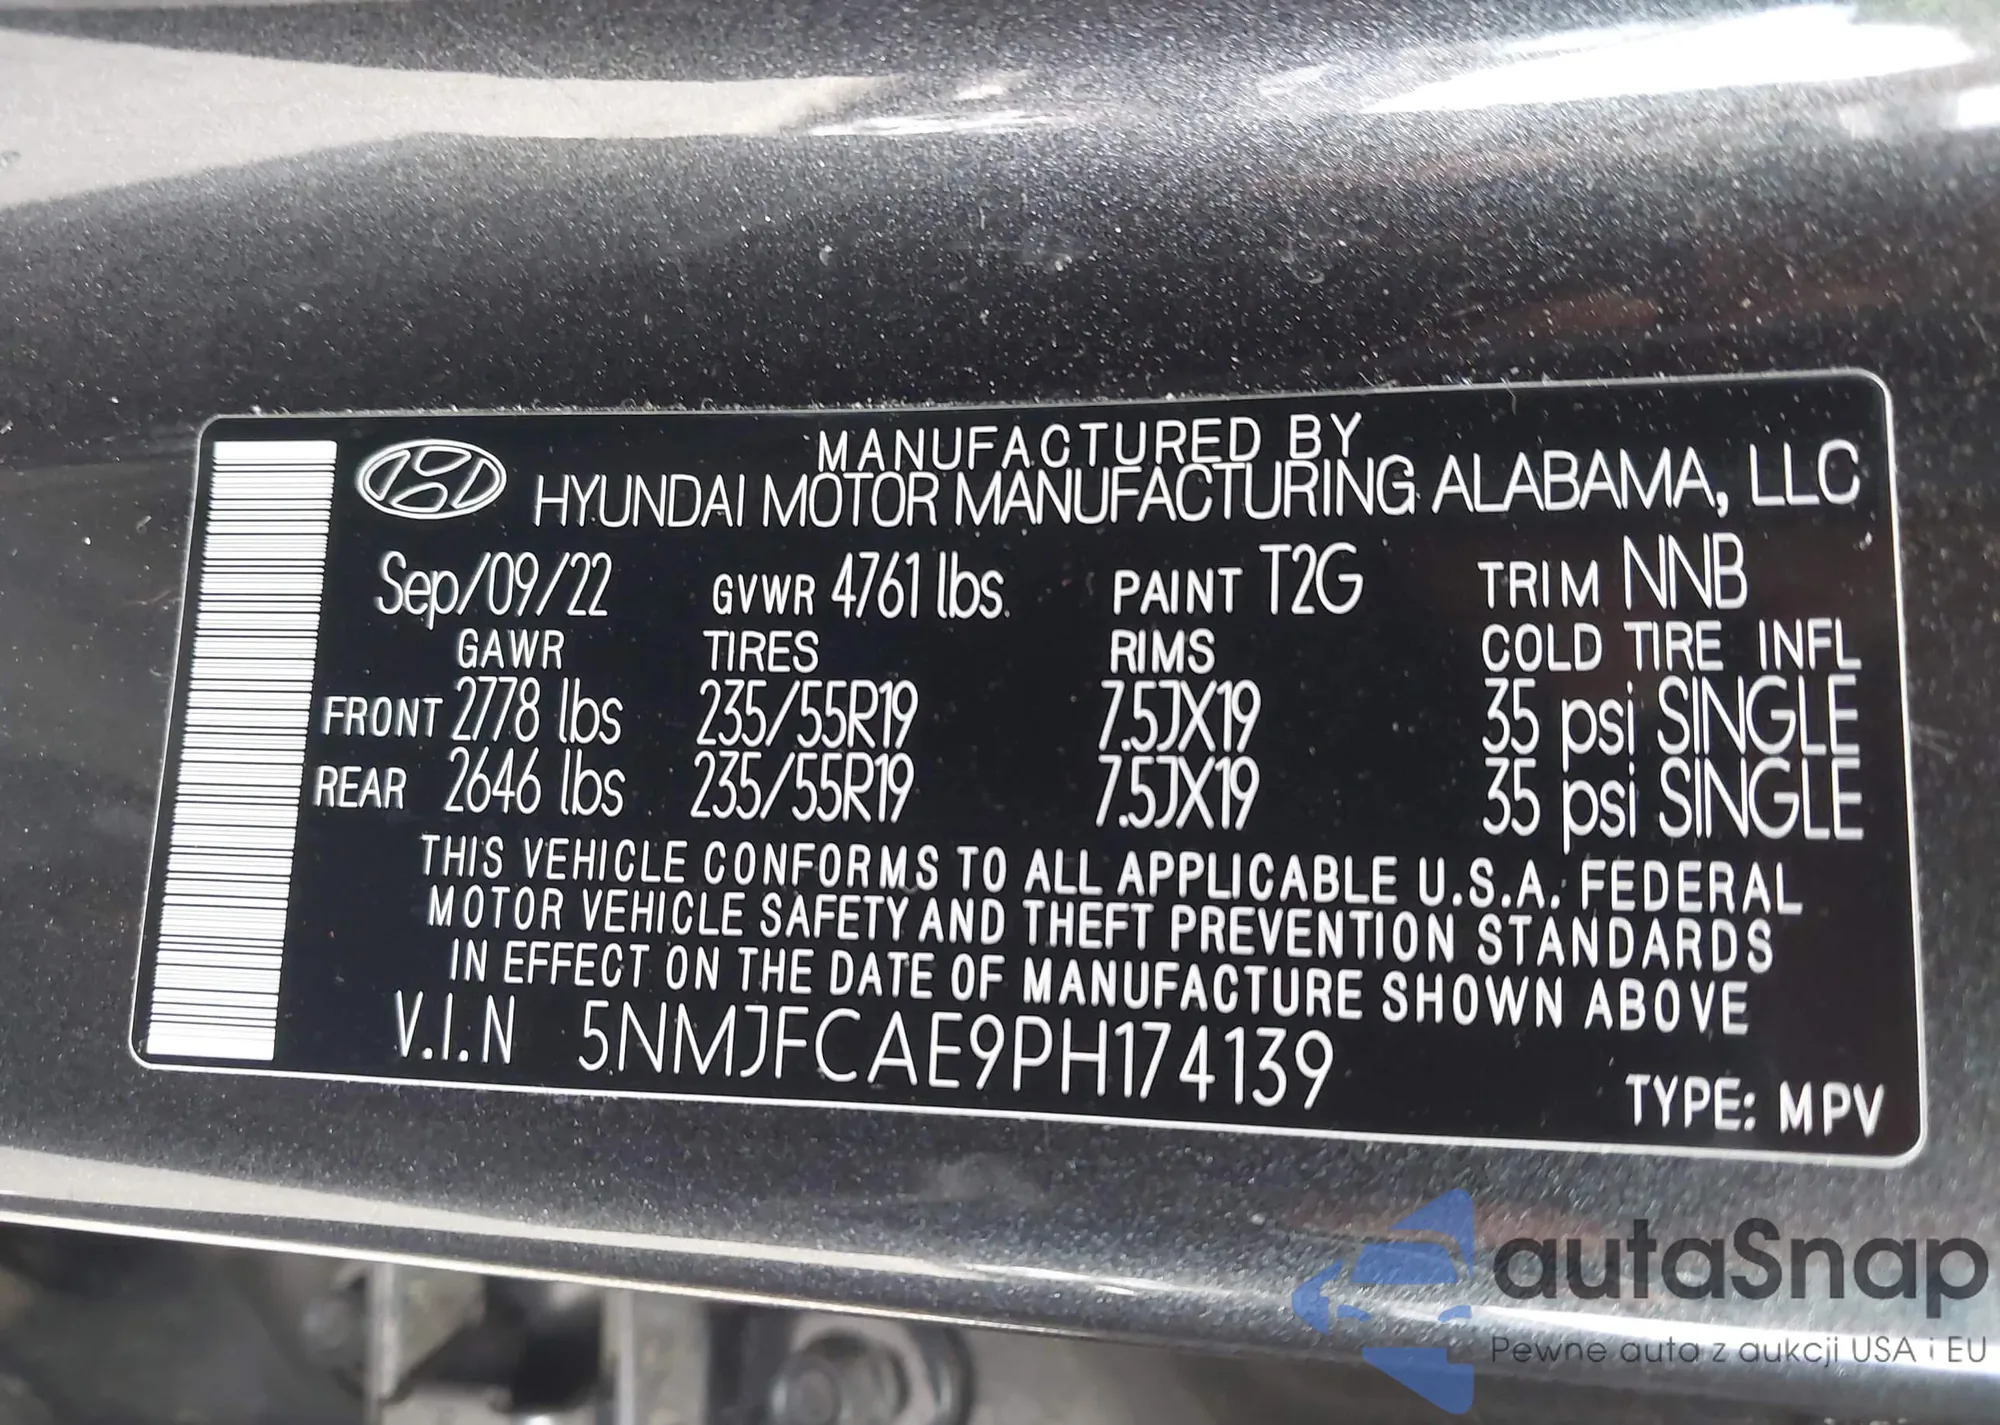 MANUFACTURED BY
HYUNDAI MOTOR MANUFACTURING ALABAMA, LLC
Sep/09/22 GVWR 4761 lbs. PAINT T2G TRIM NNB
GAWR TIRES RIMS COLD TIRE INFL
FRONT 2778 lbs 235/55R19 7.5JX19 35 psi SINGLE
REAR 2646 lbs 235/55R19 7.5JX19 35 psi SINGLE
THIS VEHICLE CONFORMS TO ALL APPLICABLE U.S.A. FEDERAL
MOTOR VEHICLE SAFETY AND THEFT PREVENTION STANDARDS
IN EFFECT ON THE DATE OF MANUFACTURE SHOWN ABOVE
V.I.N 5NMJFCAE9PH174139
TYPE: MPV
autaSnap
Pewne auta z aukcji USA i EU